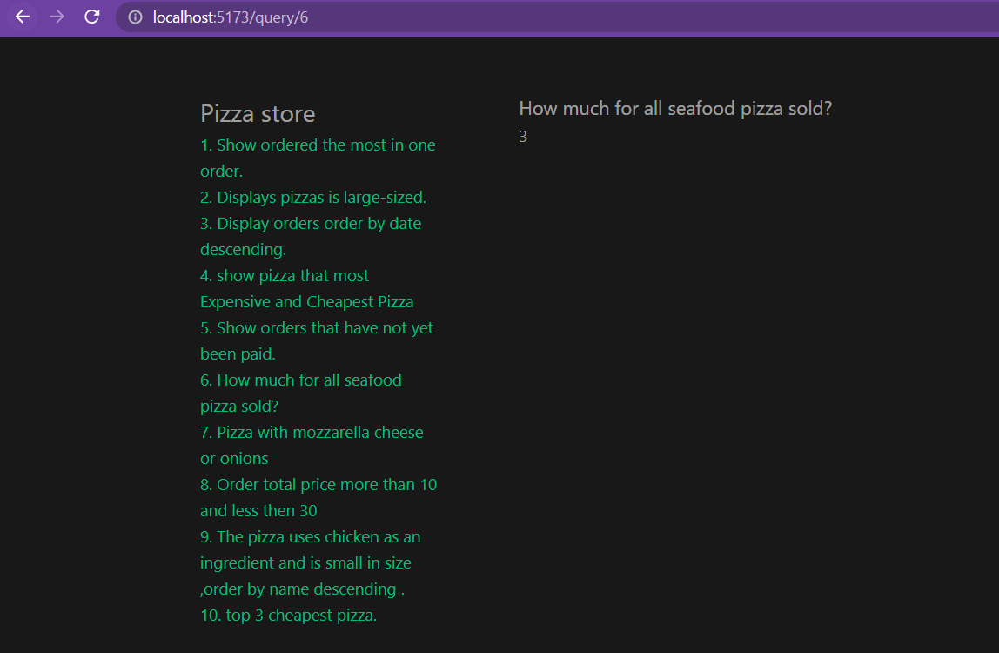 localhost:5173/query/6
Pizza store
1. Show ordered the most in one
order.
2. Displays pizzas is large-sized.
3. Display orders order by date
descending.
4. show pizza that most
Expensive and Cheapest Pizza
5. Show orders that have not yet
been paid.
6. How much for all seafood
pizza sold?
7. Pizza with mozzarella cheese
or onions
8. Order total price more than 10
and less then 30
9. The pizza uses chicken as an
ingredient and is small in size
,order by name descending .
10. top 3 cheapest pizza.
How much for all seafood pizza sold?
3